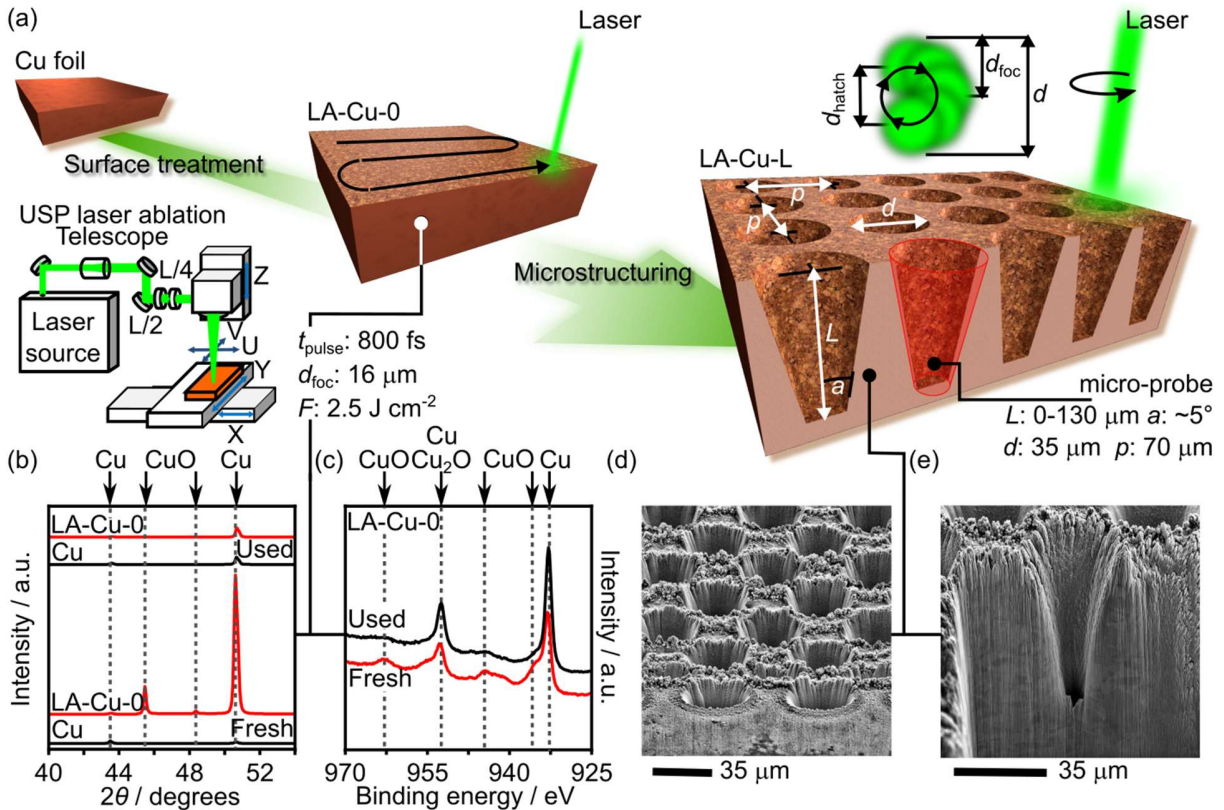 (a)
Cu foil
Surface treatment
LA-Cu-0
Laser
Laser
d_hatch
d_foc
d
LA-Cu-L
p
p
d
L
a
Microstructuring
USP laser ablation
Telescope
L/4
L/2
Z
V
U
Y
X
Laser
source
t_pulse: 800 fs
d_foc: 16 μm
F: 2.5 J cm⁻²
micro-probe
L: 0-130 μm a: ~5°
d: 35 μm p: 70 μm
(b)
Cu CuO Cu
LA-Cu-0
Cu Used
LA-Cu-0
Cu Fresh
Intensity / a.u.
40 44 48 52
2θ / degrees
(c)
Cu
CuO Cu₂O CuO Cu
LA-Cu-0
Used
Fresh
Intensity / a.u.
970 955 940 925
Binding energy / eV
(d)
35 μm
(e)
35 μm